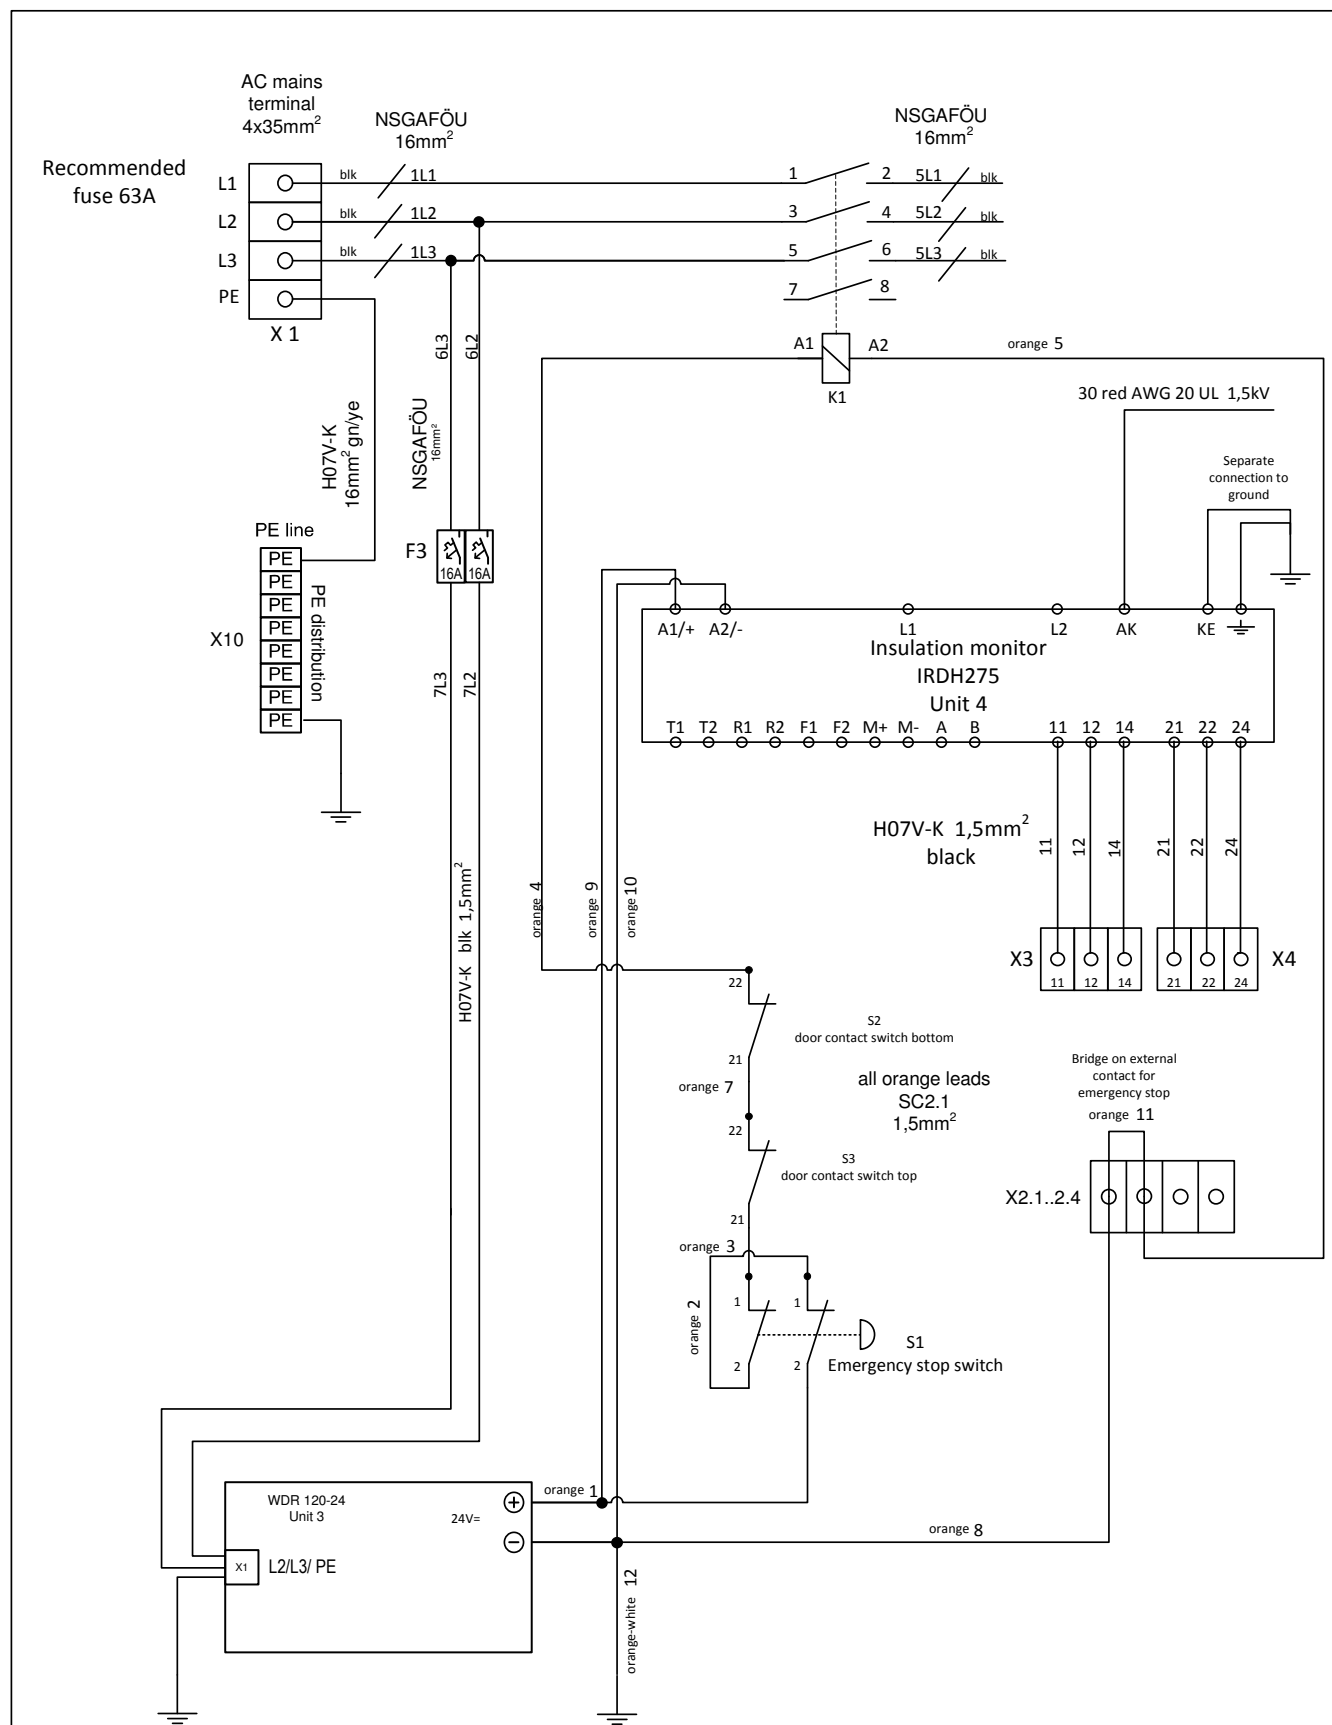 AC mains
terminal
4x35mm²
NSGAFÖU
16mm²
NSGAFÖU
16mm²
Recommended
fuse 63A
L1
blk
1L1
1
2
5L1
blk
L2
blk
1L2
3
4
5L2
blk
L3
blk
1L3
5
6
5L3
blk
PE
7
8
X 1
6L3
6L2
A1
A2
orange 5
K1
30 red AWG 20 UL 1,5kV
H07V-K
16mm² gn/ye
NSGAFÖU
16mm²
Separate
connection to
ground
PE line
F3
16A
16A
PE
PE
PE
PE
PE
PE
PE
PE
PE distribution
X10
A1/+
A2/-
L1
L2
AK
KE
Insulation monitor
IRDH275
Unit 4
7L3
7L2
T1
T2
R1
R2
F1
F2
M+
M-
A
B
11
12
14
21
22
24
H07V-K 1,5mm²
black
11
12
14
21
22
24
orange 4
orange 9
orange 10
H07V-K blk 1,5mm²
X3
11
12
14
21
22
24
X4
22
S2
door contact switch bottom
21
orange 7
all orange leads
SC2.1
1,5mm²
Bridge on external
contact for
emergency stop
orange 11
22
S3
door contact switch top
21
X2.1..2.4
orange 3
orange 2
1
1
2
2
S1
Emergency stop switch
WDR 120-24
Unit 3
24V=
orange 1
orange 8
X1
L2/L3/ PE
orange-white 12